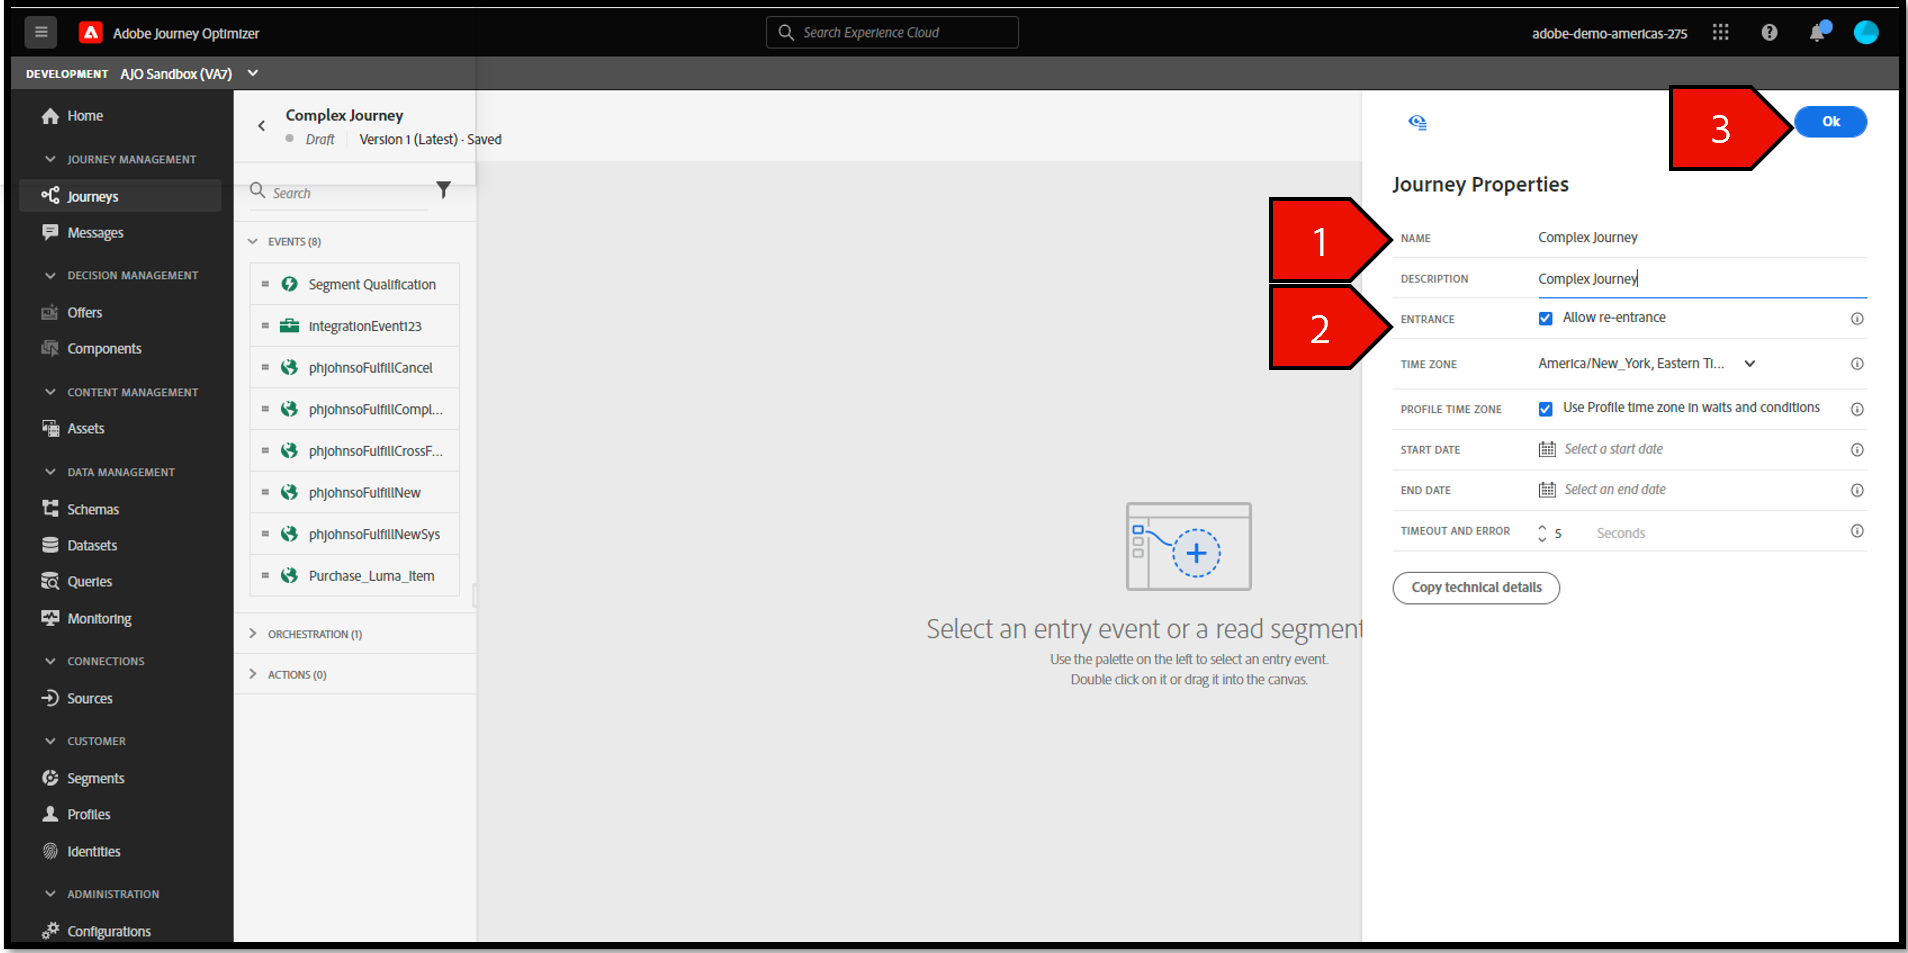 Adobe Journey Optimizer
Search Experience Cloud
adobe-demo-americas-275
DEVELOPMENT AJO Sandbox (VA7)
Home
JOURNEY MANAGEMENT
Journeys
Messages
DECISION MANAGEMENT
Offers
Components
CONTENT MANAGEMENT
Assets
DATA MANAGEMENT
Schemas
Datasets
Queries
Monitoring
CONNECTIONS
Sources
CUSTOMER
Segments
Profiles
Identities
ADMINISTRATION
Configurations
Complex Journey
Draft Version 1 (Latest) · Saved
Search
EVENTS (8)
Segment Qualification
IntegrationEvent123
phjohnsoFulfillCancel
phjohnsoFulfillCompl...
phjohnsoFulfillCrossF...
phjohnsoFulfillNew
phjohnsoFulfillNewSys
Purchase_Luma_Item
ORCHESTRATION (1)
ACTIONS (0)
Select an entry event or a read segment
Use the palette on the left to select an entry event.
Double click on it or drag it into the canvas.
3
Ok
Journey Properties
1
NAME Complex Journey
DESCRIPTION Complex Journey
2
ENTRANCE Allow re-entrance
TIME ZONE America/New_York, Eastern Ti...
PROFILE TIME ZONE Use Profile time zone in waits and conditions
START DATE Select a start date
END DATE Select an end date
TIMEOUT AND ERROR 5 Seconds
Copy technical details